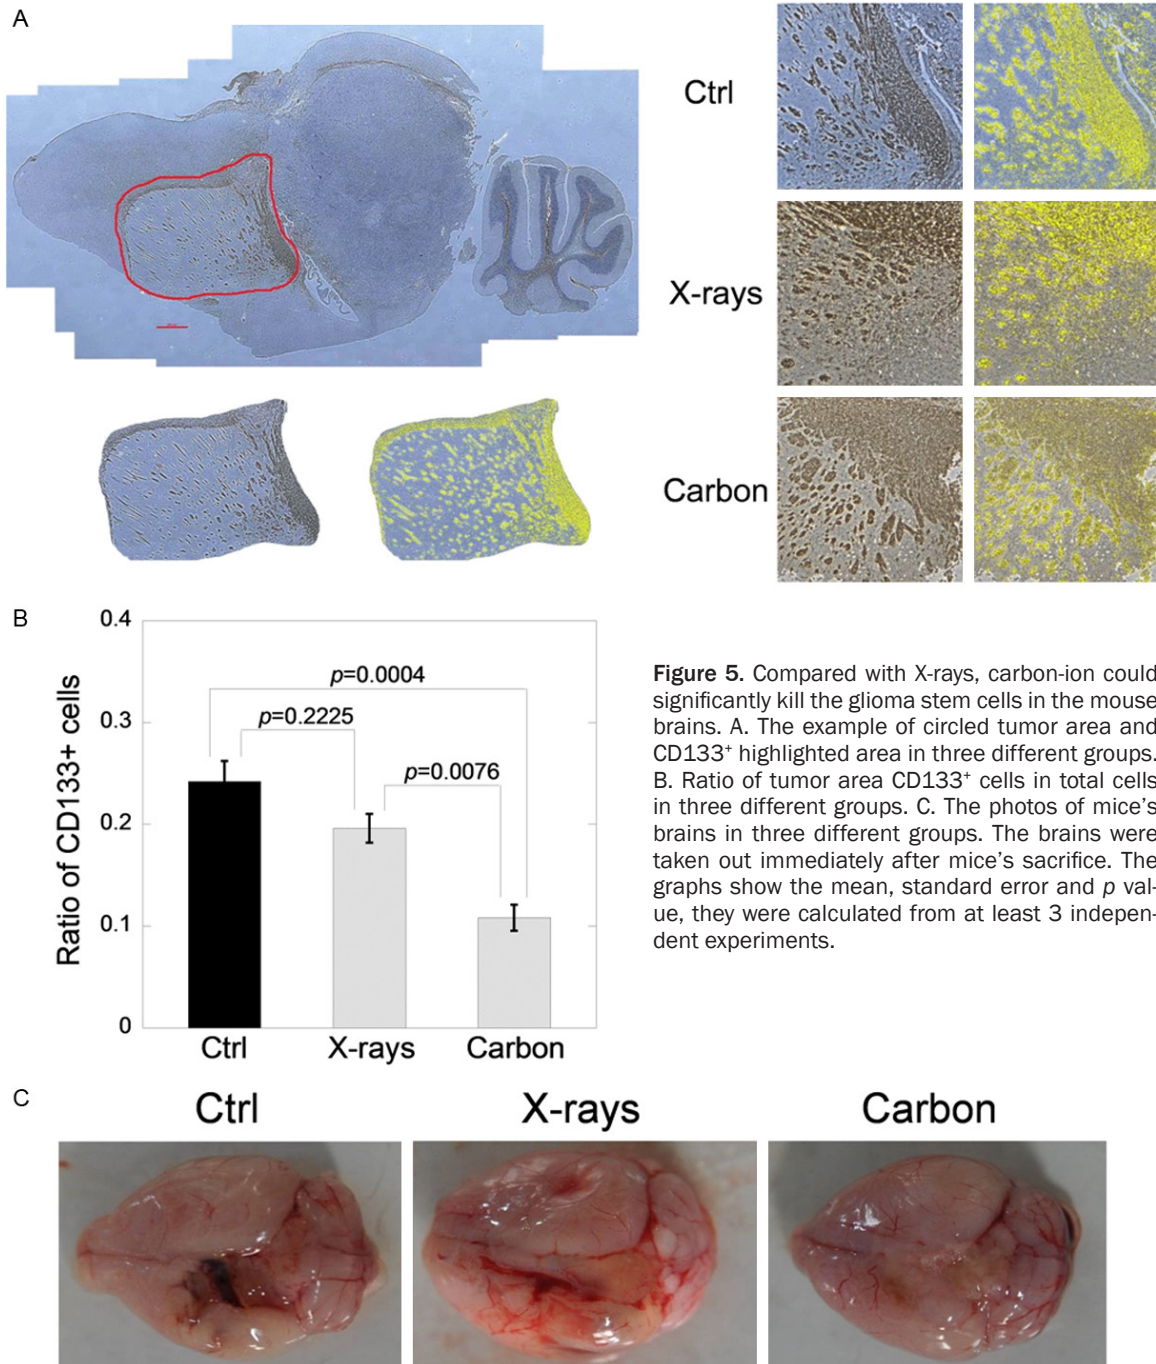 A
Ctrl
X-rays
Carbon
B
0.4
0.3
0.2
0.1
0
Ratio of CD133+ cells
p=0.0004
p=0.2225
p=0.0076
Ctrl
X-rays
Carbon
Figure 5. Compared with X-rays, carbon-ion could
significantly kill the glioma stem cells in the mouse
brains. A. The example of circled tumor area and
CD133⁺ highlighted area in three different groups.
B. Ratio of tumor area CD133⁺ cells in total cells
in three different groups. C. The photos of mice's
brains in three different groups. The brains were
taken out immediately after mice's sacrifice. The
graphs show the mean, standard error and p val-
ue, they were calculated from at least 3 indepen-
dent experiments.
C
Ctrl
X-rays
Carbon